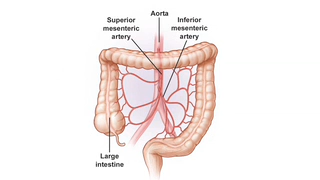 Aorta
Superior
mesenteric
artery
Inferior
mesenteric
artery
Large
intestine